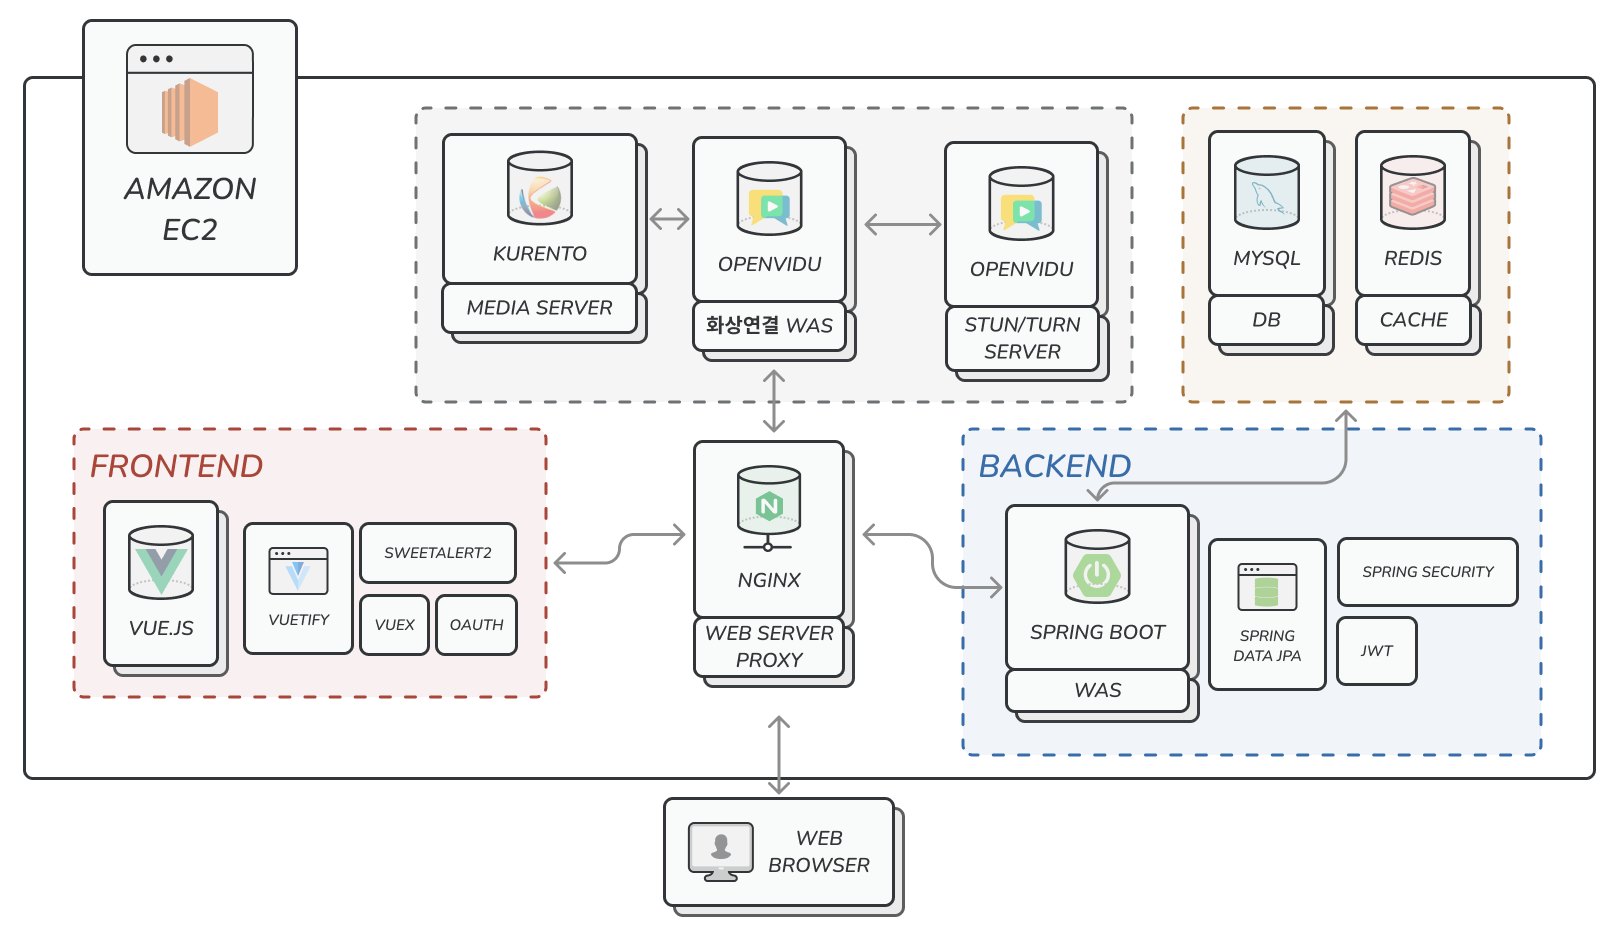 AMAZON
EC2
KURENTO
MEDIA SERVER
OPENVIDU
화상연결 WAS
OPENVIDU
STUN/TURN
SERVER
MYSQL
DB
REDIS
CACHE
FRONTEND
VUE.JS
VUETIFY
SWEETALERT2
VUEX
OAUTH
NGINX
WEB SERVER
PROXY
BACKEND
SPRING BOOT
WAS
SPRING
DATA JPA
SPRING SECURITY
JWT
WEB
BROWSER